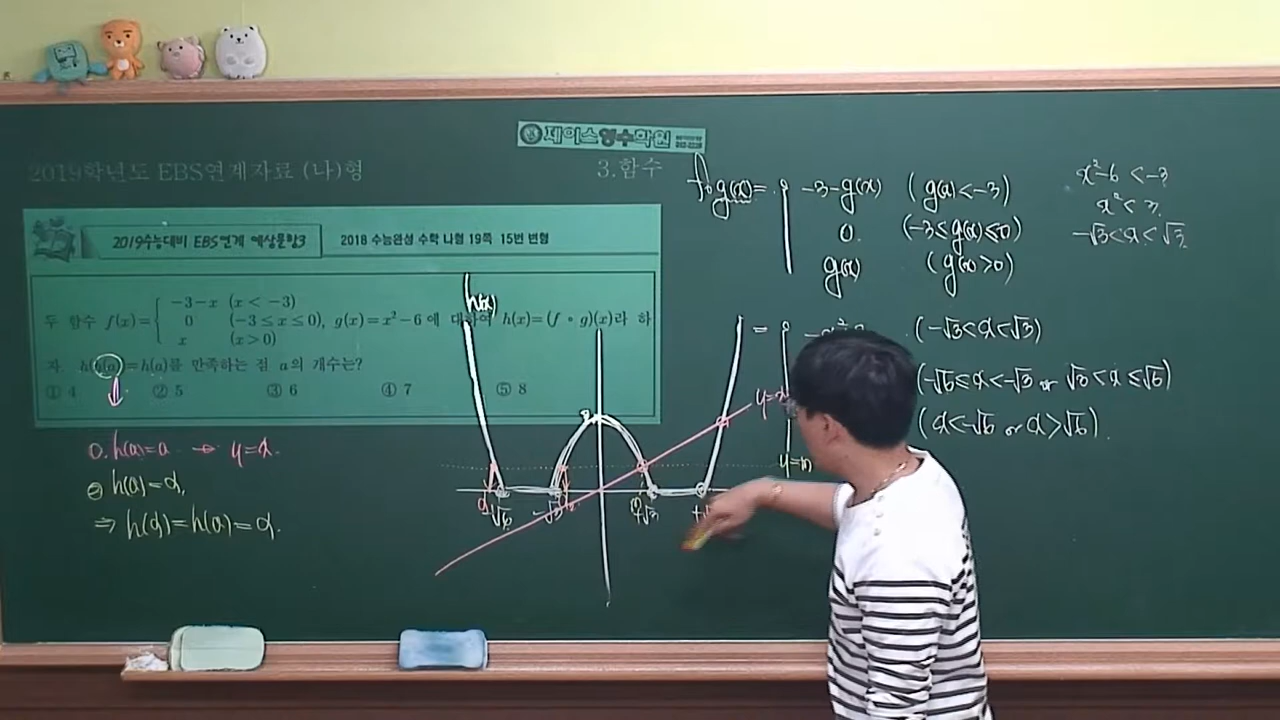 제이스영수학원
2019학년도 EBS연계자료 (나)형
3.함수
2019수능대비 EBS연계 예상문항3
2018 수능완성 수학 나형 19쪽 15번 변형
두 함수 f(x)= { -3-x (x < -3)
0 (-3≤x≤0), g(x)=x²-6에 대하여 h(x)=(f∘g)(x)라 하
x (x>0)
자. h(h(a))=h(a)를 만족하는 점 a의 개수는?
① 4 ② 5 ③ 6 ④ 7 ⑤ 8
h(a)=a → y=x.
h(a)=α,
⇒ h(α)=h(a)=α.
h(x)
y=x
-√3
√6
+√3
f∘g(x)= -3-g(x) (g(x)<-3)
0. (-3≤g(x)≤0)
g(x) (g(x)>0)
= (-√3<x<√3)
(-√6≤x<-√3 or √3<x≤√6)
(x<-√6 or x>√6).
x²-6 <-3
x² < 3.
-√3<x<√3.